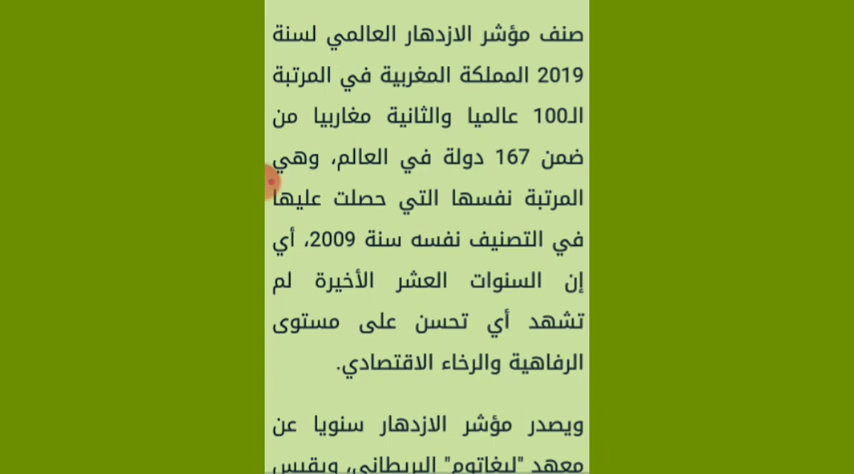 صنف مؤشر الازدهار العالمي لسنة
2019 المملكة المغربية في المرتبة
الـ100 عالميا والثانية مغاربيا من
ضمن 167 دولة في العالم، وهي
المرتبة نفسها التي حصلت عليها
في التصنيف نفسه سنة 2009، أي
إن السنوات العشر الأخيرة لم
تشهد أي تحسن على مستوى
الرفاهية والرخاء الاقتصادي.
ويصدر مؤشر الازدهار سنويا عن
معهد "ليغاتوم" البريطاني، ويقيس